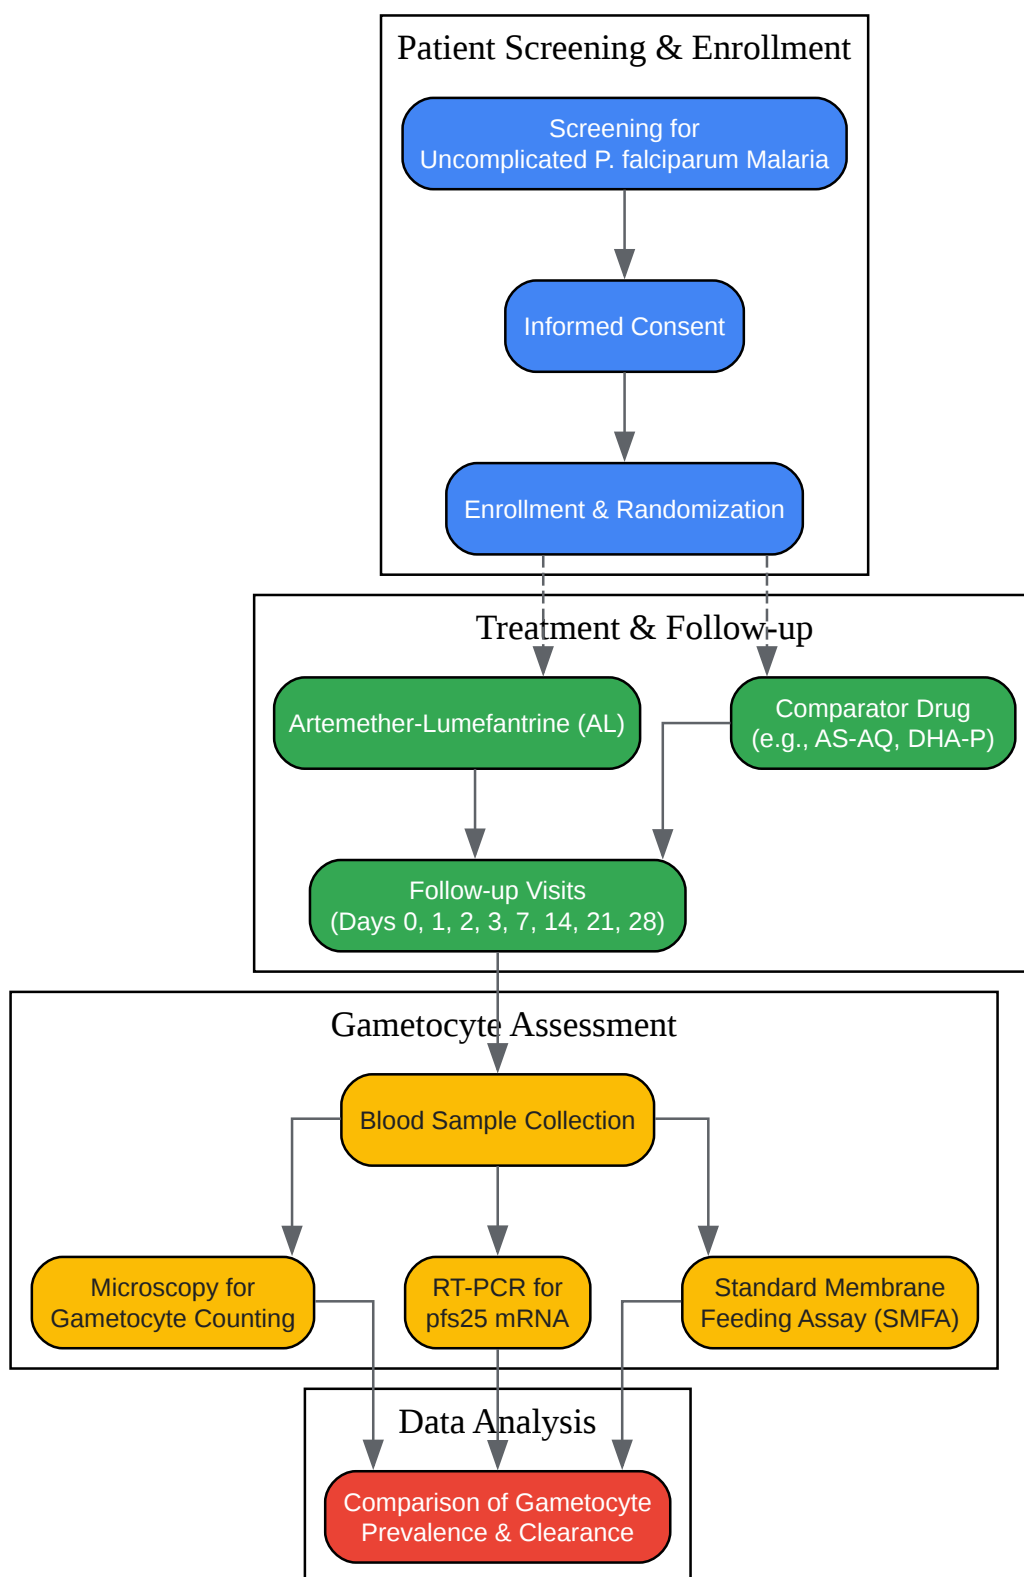 Patient Screening & Enrollment
Screening for
Uncomplicated P. falciparum Malaria
Informed Consent
Enrollment & Randomization
Treatment & Follow-up
Artemether-Lumefantrine (AL)
Comparator Drug
(e.g., AS-AQ, DHA-P)
Follow-up Visits
(Days 0, 1, 2, 3, 7, 14, 21, 28)
Gametocyte Assessment
Blood Sample Collection
Microscopy for
Gametocyte Counting
RT-PCR for
pfs25 mRNA
Standard Membrane
Feeding Assay (SMFA)
Data Analysis
Comparison of Gametocyte
Prevalence & Clearance